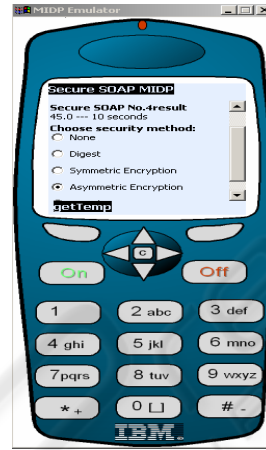 MIDP Emulator
Secure SOAP MIDP
Secure SOAP No.4result
45.0 --- 10 seconds
Choose security method:
None
Digest
Symmetric Encryption
Asymmetric Encryption
getTemp
C
On
Off
1
2 abc
3 def
4 ghi
5 jkl
6 mno
7pqrs
8 tuv
9 wxyz
* +
0
# -
IBM